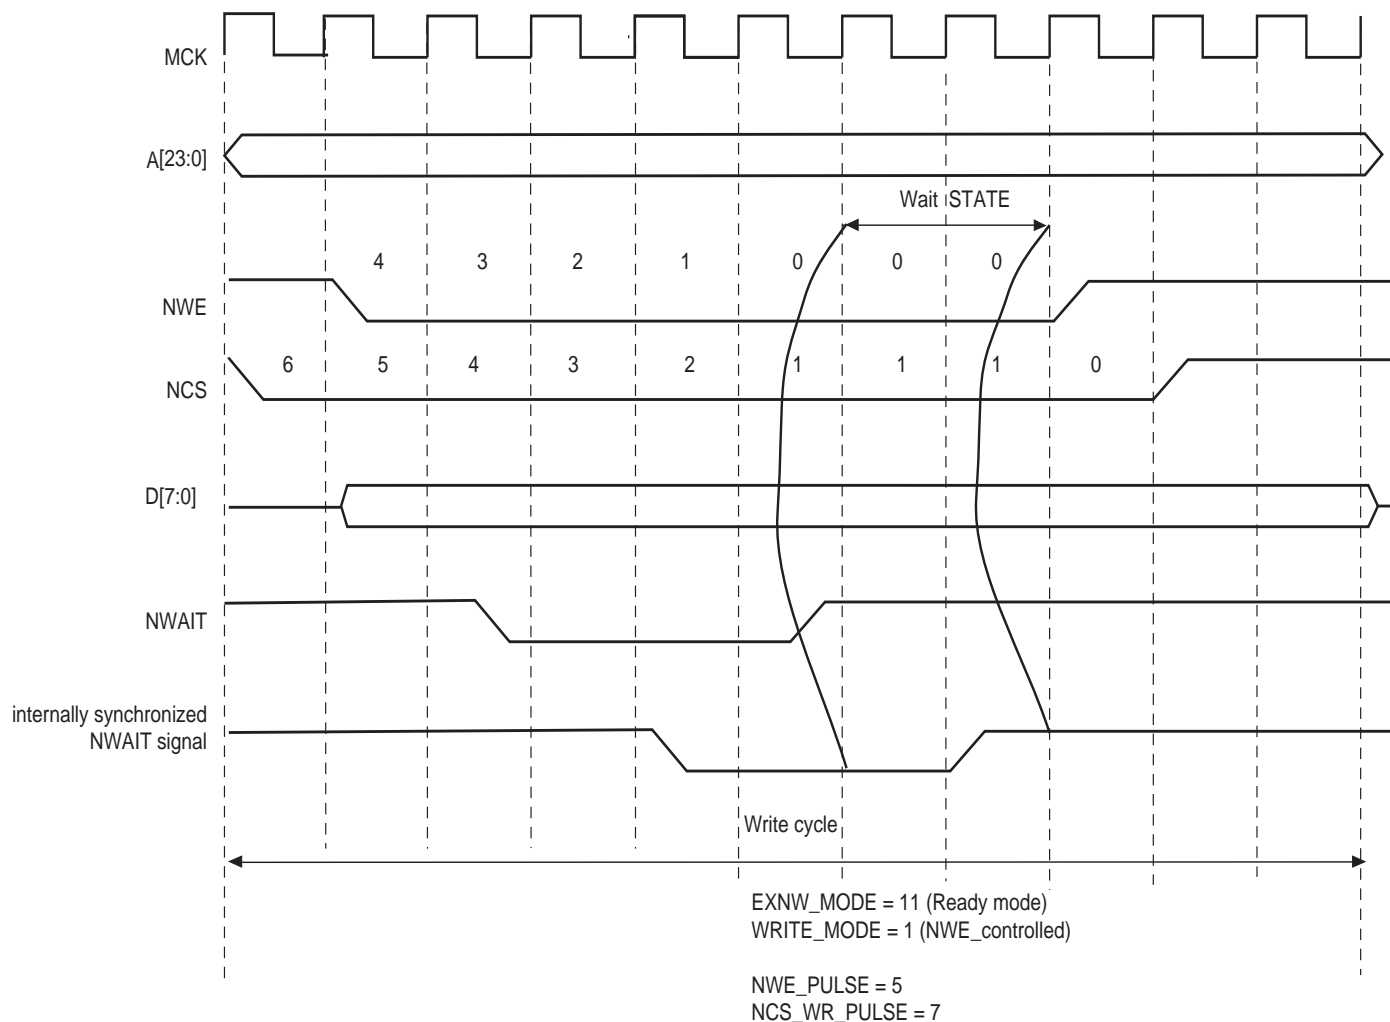 MCK
A[23:0]
Wait STATE
4 3 2 1 0 0 0
NWE
6 5 4 3 2 1 1 1 0
NCS
D[7:0]
NWAIT
internally synchronized
NWAIT signal
Write cycle
EXNW_MODE = 11 (Ready mode)
WRITE_MODE = 1 (NWE_controlled)
NWE_PULSE = 5
NCS_WR_PULSE = 7